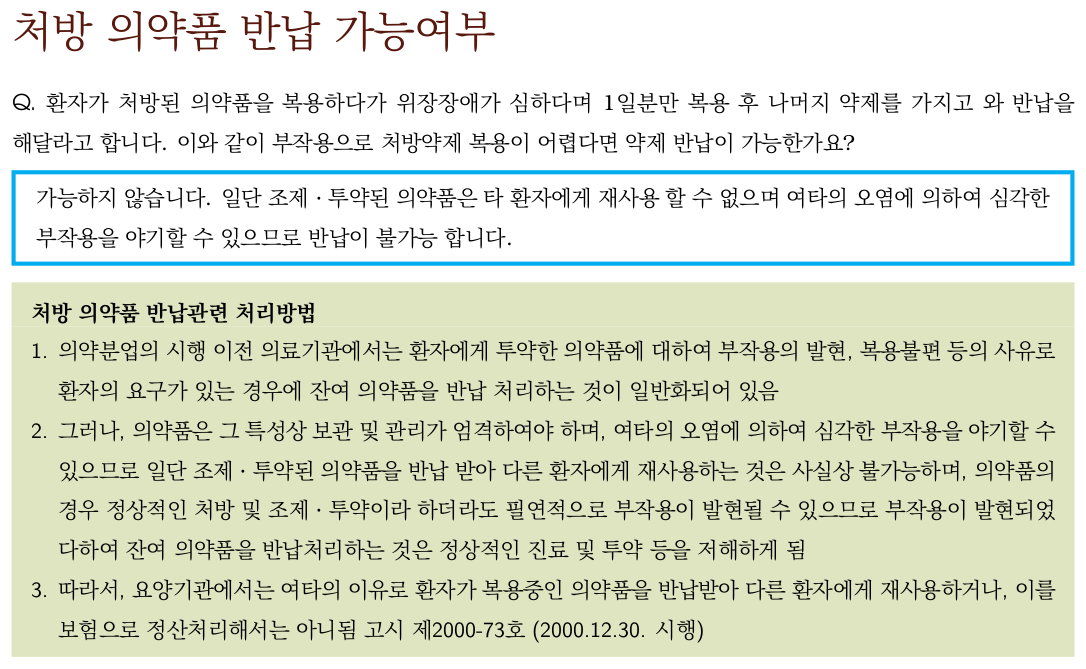 처방 의약품 반납 가능여부
Q. 환자가 처방된 의약품을 복용하다가 위장장애가 심하다며 1일분만 복용 후 나머지 약제를 가지고 와 반납을
해달라고 합니다. 이와 같이 부작용으로 처방약제 복용이 어렵다면 약제 반납이 가능한가요?
가능하지 않습니다. 일단 조제 · 투약된 의약품은 타 환자에게 재사용 할 수 없으며 여타의 오염에 의하여 심각한
부작용을 야기할 수 있으므로 반납이 불가능 합니다.
처방 의약품 반납관련 처리방법
1. 의약분업의 시행 이전 의료기관에서는 환자에게 투약한 의약품에 대하여 부작용의 발현, 복용불편 등의 사유로
환자의 요구가 있는 경우에 잔여 의약품을 반납 처리하는 것이 일반화되어 있음
2. 그러나, 의약품은 그 특성상 보관 및 관리가 엄격하여야 하며, 여타의 오염에 의하여 심각한 부작용을 야기할 수
있으므로 일단 조제 · 투약된 의약품을 반납 받아 다른 환자에게 재사용하는 것은 사실상 불가능하며, 의약품의
경우 정상적인 처방 및 조제 · 투약이라 하더라도 필연적으로 부작용이 발현될 수 있으므로 부작용이 발현되었
다하여 잔여 의약품을 반납처리하는 것은 정상적인 진료 및 투약 등을 저해하게 됨
3. 따라서, 요양기관에서는 여타의 이유로 환자가 복용중인 의약품을 반납받아 다른 환자에게 재사용하거나, 이를
보험으로 정산처리해서는 아니됨 고시 제2000-73호 (2000.12.30. 시행)